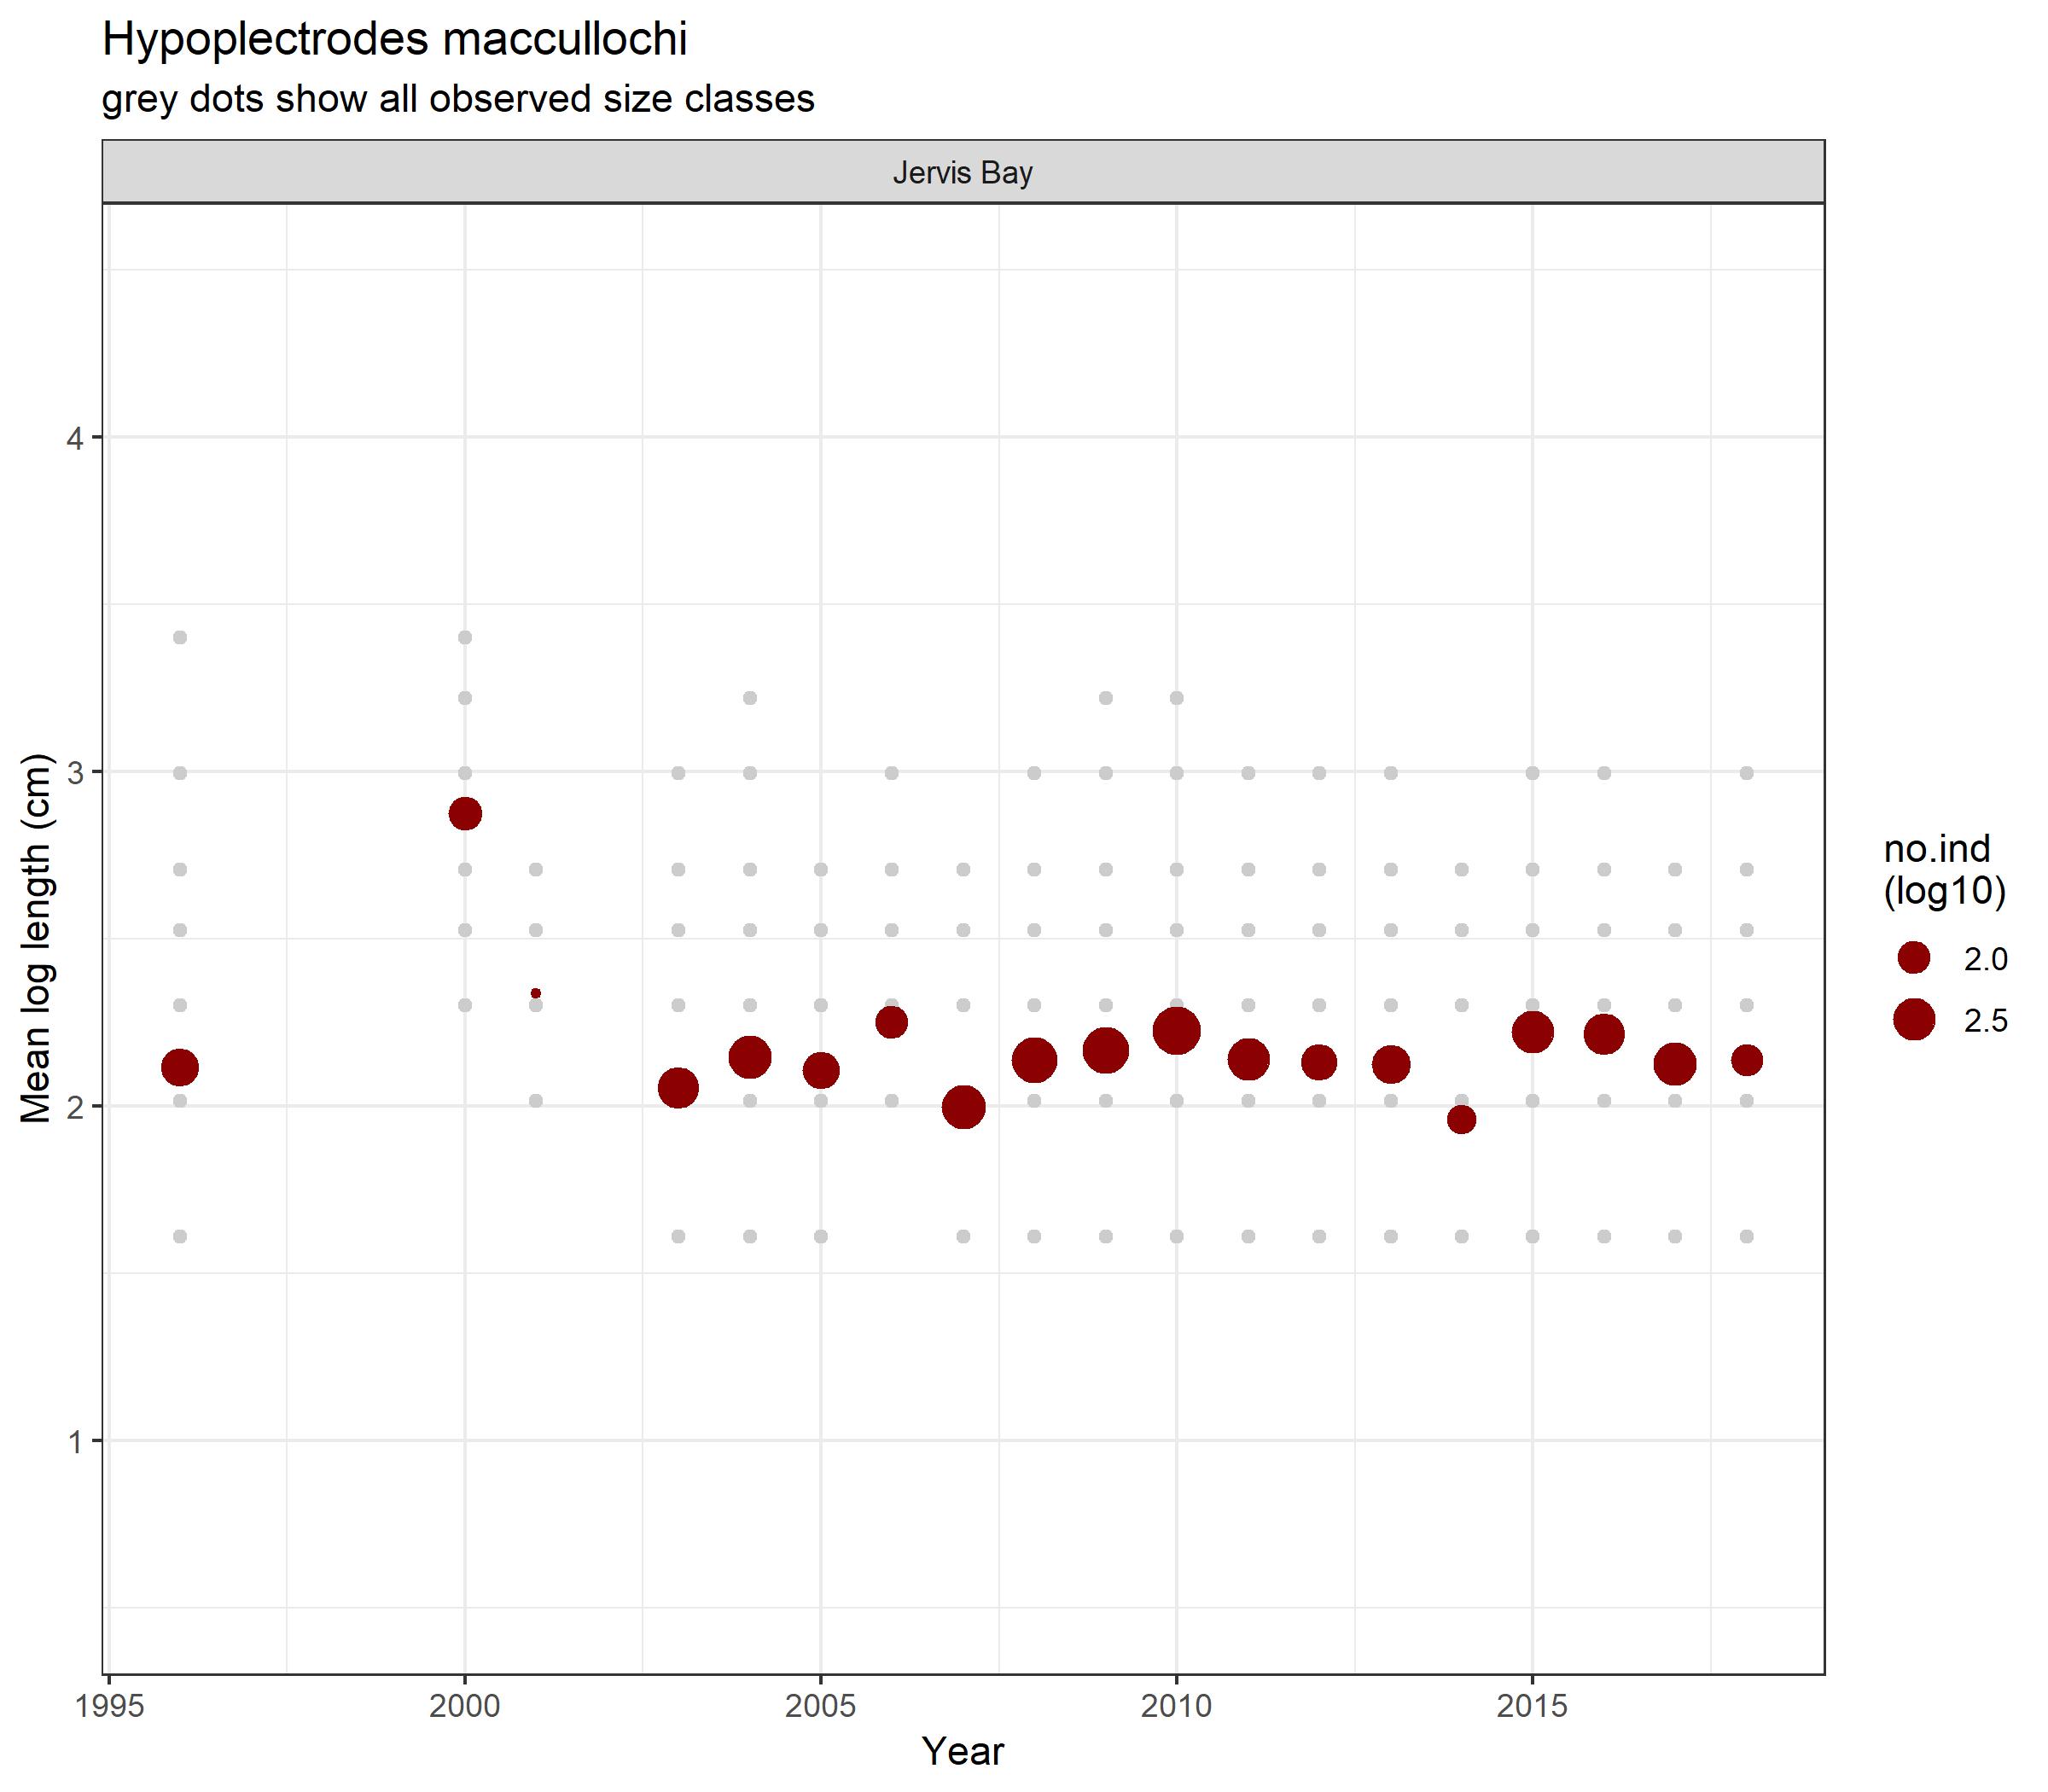 Hypoplectrodes maccullochi
grey dots show all observed size classes
Jervis Bay
Mean log length (cm)
4
3
2
1
1995
2000
2005
2010
2015
Year
no.ind
(log10)
2.0
2.5